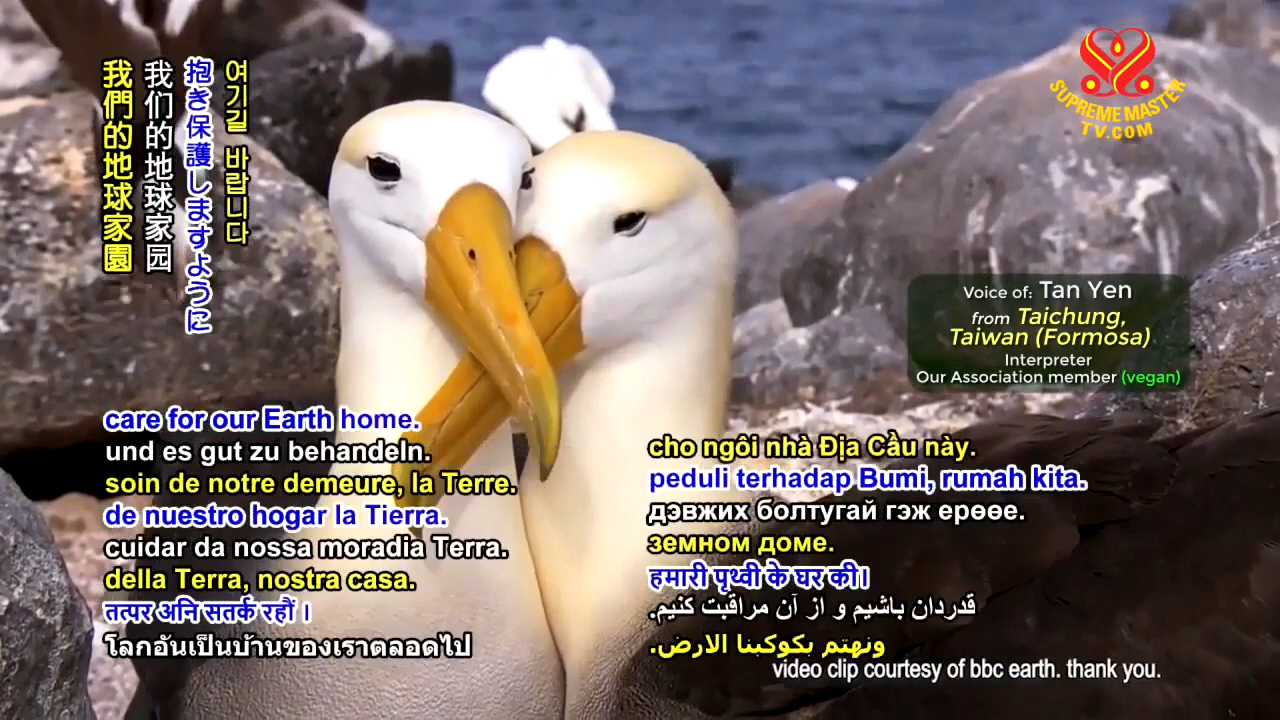 我們的地球家園
我们的地球家园
抱き保護しますように
여기길 바랍니다
SUPREME MASTER
TV.COM
Voice of: Tan Yen
from Taichung,
Taiwan (Formosa)
Interpreter
Our Association member (vegan)
care for our Earth home.
und es gut zu behandeln.
soin de notre demeure, la Terre.
de nuestro hogar la Tierra.
cuidar da nossa moradia Terra.
della Terra, nostra casa.
तत्पर अनि सतर्क रहौं ।
โลกอันเป็นบ้านของเราตลอดไป
cho ngôi nhà Địa Cầu này.
peduli terhadap Bumi, rumah kita.
дэвжих болтугай гэж ерөөе.
земном доме.
हमारी पृथ्वी के घर की।
قدردان باشیم و از آن مراقبت کنیم.
ونهتم بكوكبنا الارض.
video clip courtesy of bbc earth. thank you.